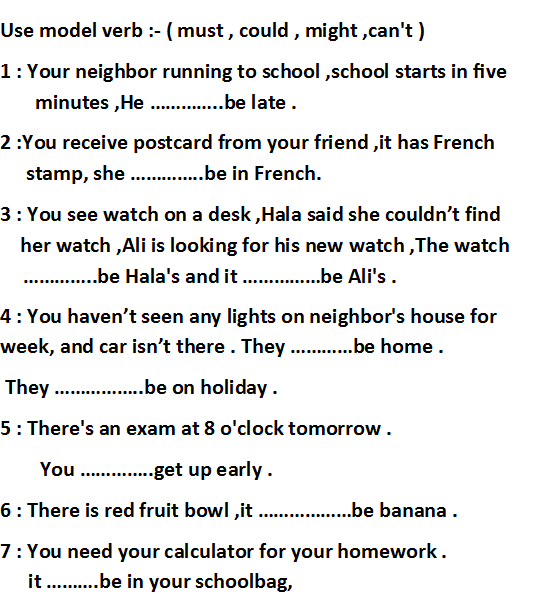 Use model verb :- ( must , could , might ,can't )
1 : Your neighbor running to school ,school starts in five
minutes ,He ..............be late .
2 :You receive postcard from your friend ,it has French
stamp, she ..............be in French.
3 : You see watch on a desk ,Hala said she couldn’t find
her watch ,Ali is looking for his new watch ,The watch
..............be Hala's and it ...............be Ali's .
4 : You haven’t seen any lights on neighbor's house for
week, and car isn’t there . They ............be home .
They .................be on holiday .
5 : There's an exam at 8 o'clock tomorrow .
You ..............get up early .
6 : There is red fruit bowl ,it ..................be banana .
7 : You need your calculator for your homework .
it ..........be in your schoolbag,